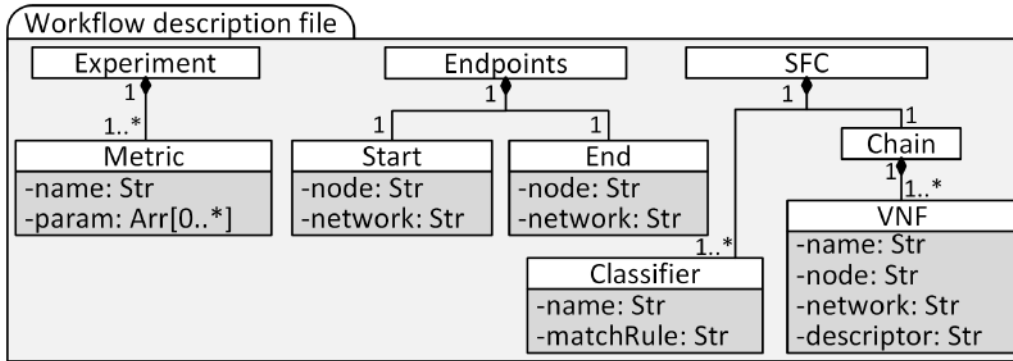 Workflow description file
Experiment
1
1..*
Metric
-name: Str
-param: Arr[0..*]
Endpoints
1
1
1
Start
-node: Str
-network: Str
End
-node: Str
-network: Str
SFC
1
1..*
Classifier
-name: Str
-matchRule: Str
1
Chain
1
1..*
VNF
-name: Str
-node: Str
-network: Str
-descriptor: Str